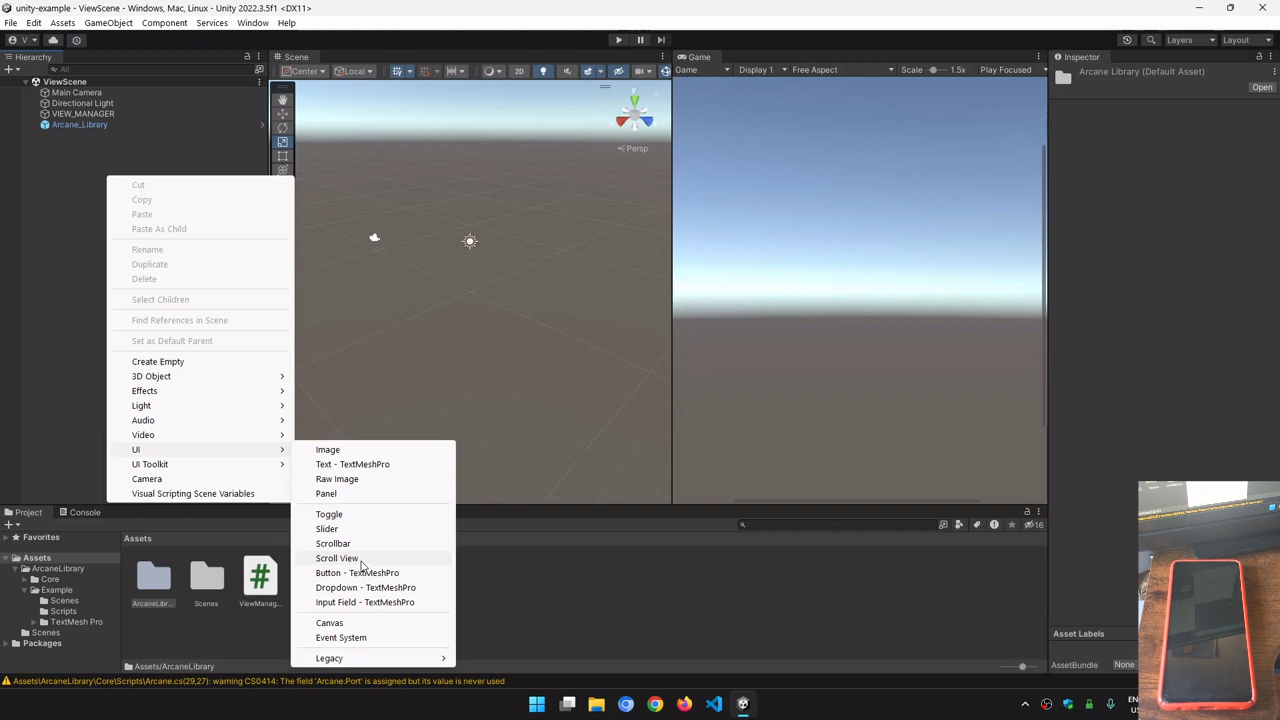 unity-example - ViewScene - Windows, Mac, Linux - Unity 2022.3.5f1 <DX11>
File Edit Assets GameObject Component Services Window Help
V Layers Layout
Hierarchy Scene Game Inspector
All Center Local 2D Game Display 1 Free Aspect Scale 1.5x Play Focused
Arcane Library (Default Asset)
Open
ViewScene
Main Camera
Directional Light
VIEW_MANAGER
Arcane_Library
y
Persp
Cut
Copy
Paste
Paste As Child
Rename
Duplicate
Delete
Select Children
Find References in Scene
Set as Default Parent
Create Empty
3D Object
Effects
Light
Audio
Video
UI
UI Toolkit
Camera
Visual Scripting Scene Variables
Image
Text - TextMeshPro
Raw Image
Panel
Toggle
Slider
Scrollbar
Scroll View
Button - TextMeshPro
Dropdown - TextMeshPro
Input Field - TextMeshPro
Canvas
Event System
Legacy
Project Console
16
Favorites
Assets
ArcaneLibrary
Core
Example
Scenes
Scripts
TextMesh Pro
Scenes
Packages
Assets
ArcaneLibr...
Scenes
ViewManag...
Assets/ArcaneLibrary
Asset Labels
AssetBundle None
Assets\ArcaneLibrary\Core\Scripts\Arcane.cs(29,27): warning CS0414: The field 'Arcane.Port' is assigned but its value is never used